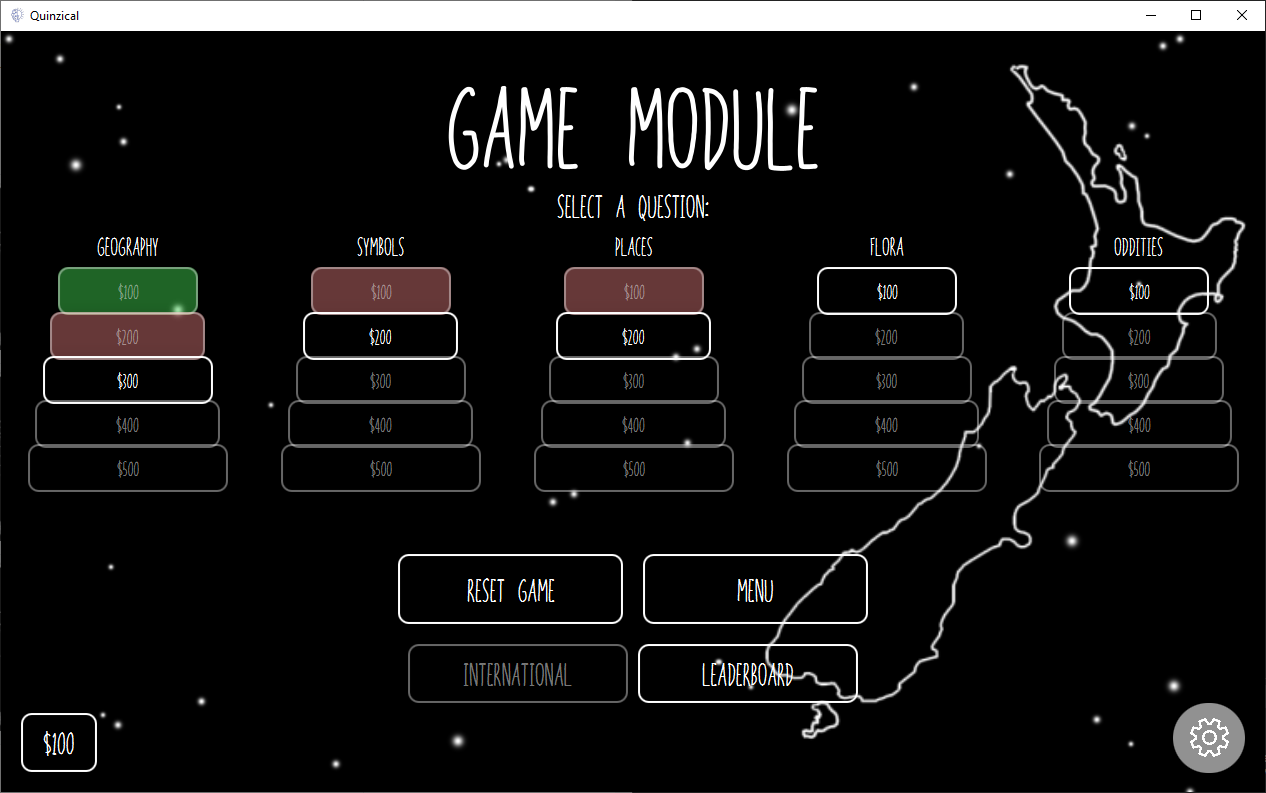 Quinzical
GAME MODULE
SELECT A QUESTION:
GEOGRAPHY SYMBOLS PLACES FLORA ODDITIES
$100 $100 $100 $100 $100
$200 $200 $200 $200 $200
$300 $300 $300 $300 $300
$400 $400 $400 $400 $400
$500 $500 $500 $500 $500
RESET GAME MENU
INTERNATIONAL LEADERBOARD
$100